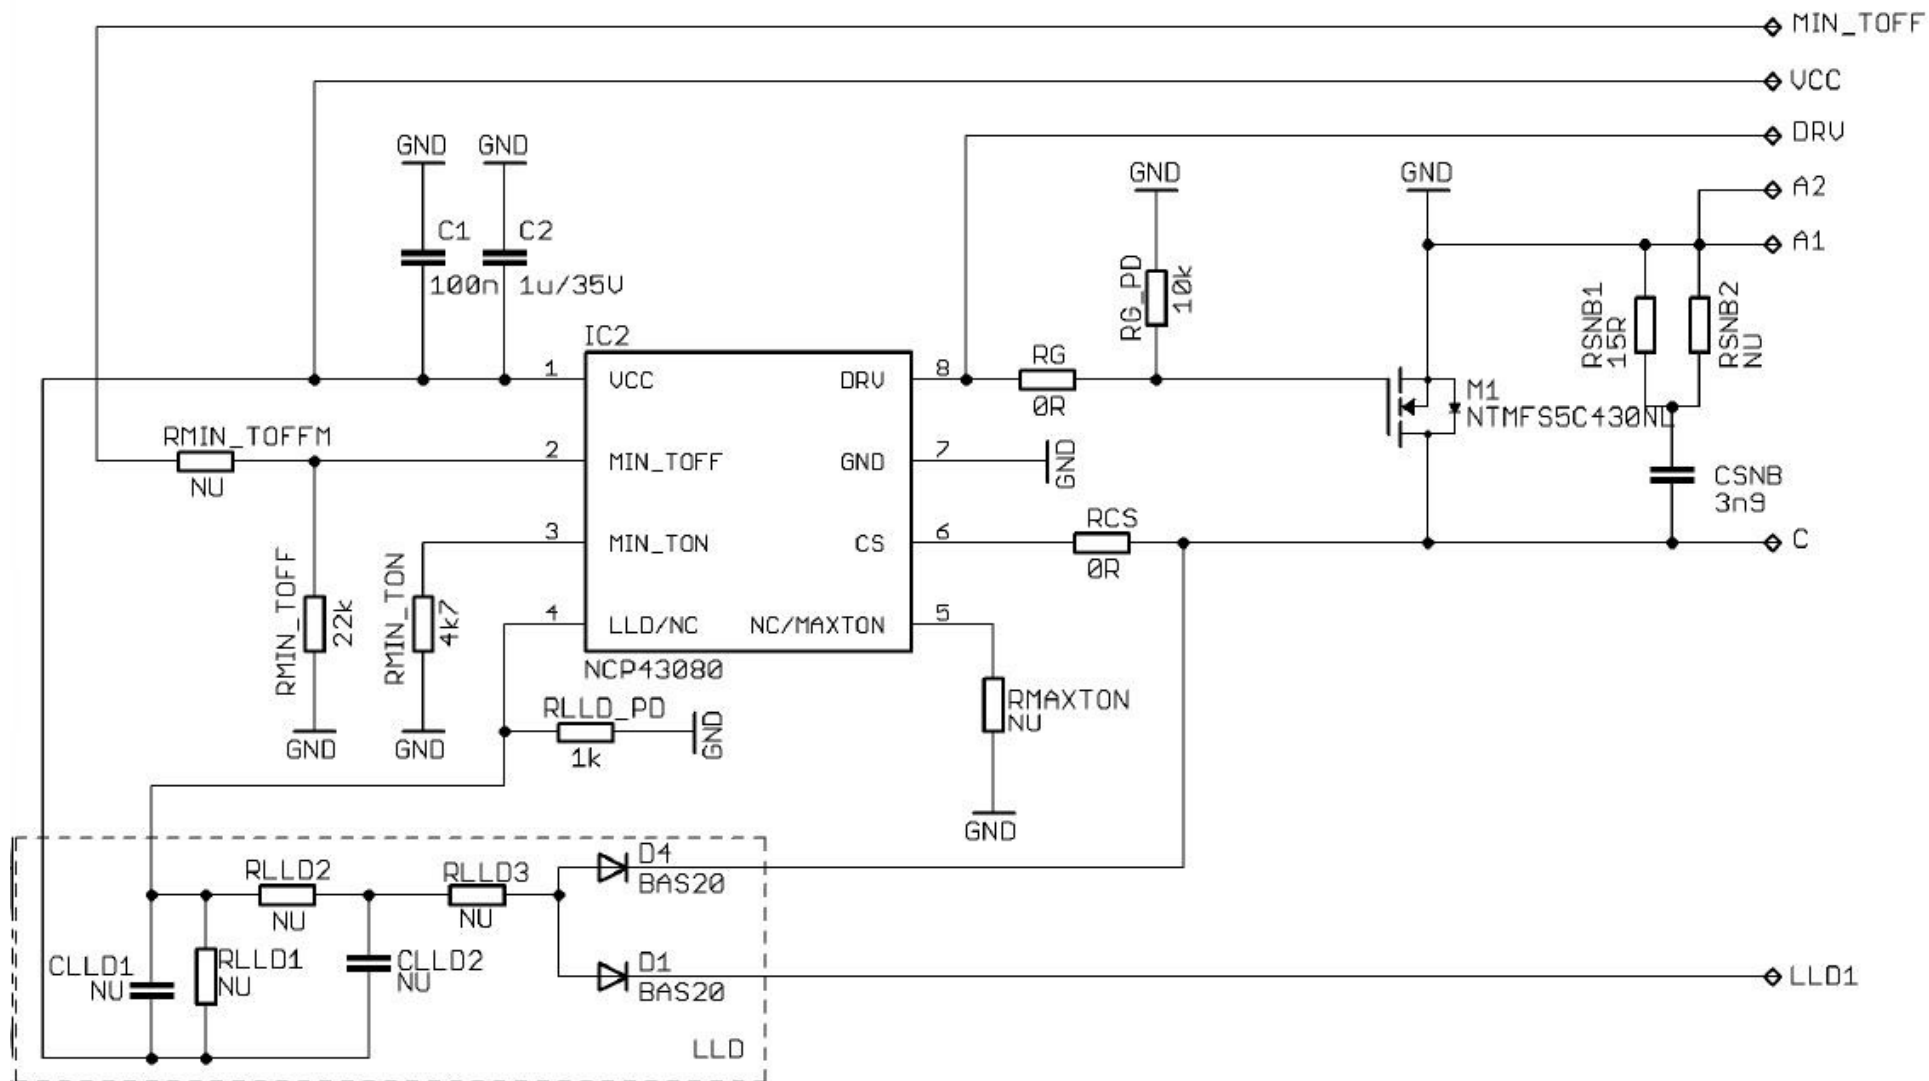 MIN_TOFF
VCC
DRV
GND GND
GND GND A2
C1 C2 A1
100n 1u/35V
RG_PD
10k
RSNB1
15R
RSNB2
NU
IC2
RG
0R
1 VCC DRV 8
M1
NTMFS5C430NL
RMIN_TOFFM
NU
2 MIN_TOFF GND 7 GND
CSNB
3n9
RCS
0R
3 MIN_TON CS 6 C
RMIN_TOFF
22k
RMIN_TON
4k7
4 LLD/NC NC/MAXTON 5
NCP43080
RLLD_PD
1k
GND
RMAXTON
NU
GND GND
GND
D4
BAS20
RLLD2
NU
RLLD3
NU
CLLD1
NU
RLLD1
NU
CLLD2
NU
D1
BAS20
LLD1
LLD